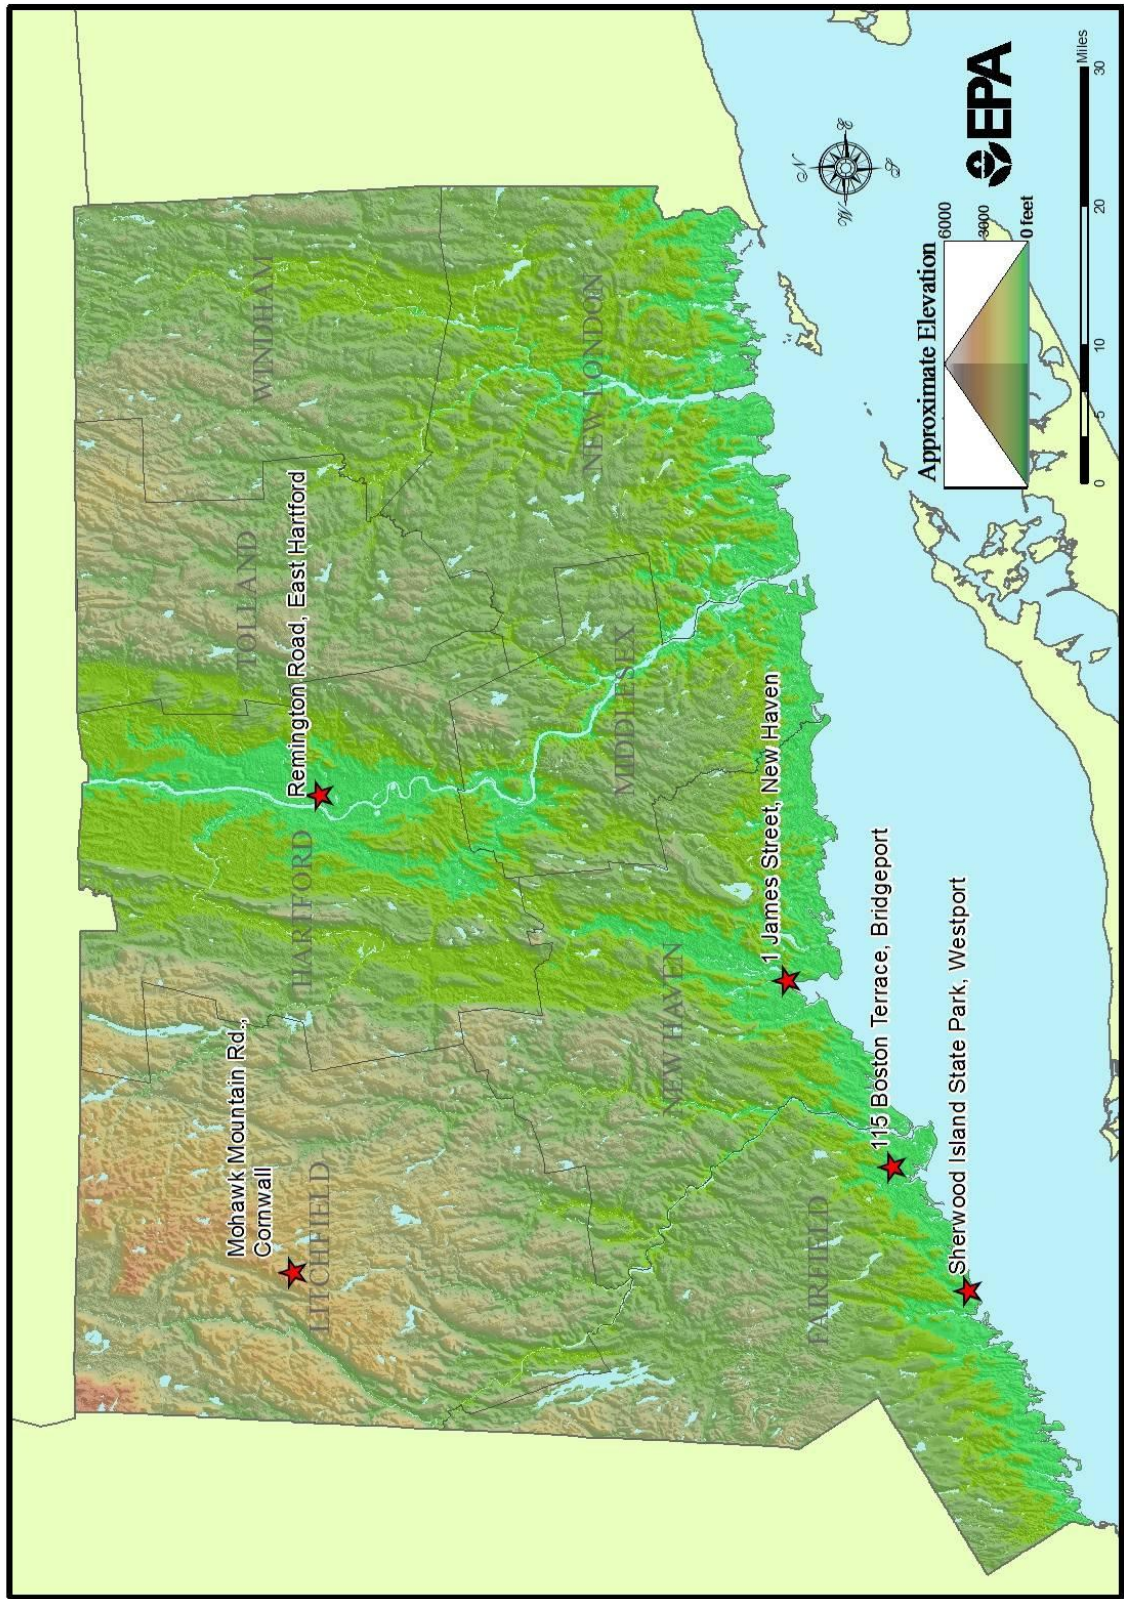 WINDHAM
TOLLAND
Remington Road, East Hartford
HARTFORD
Mohawk Mountain Rd.,
Cornwall
LITCHFIELD
NEW LONDON
MIDDLESEX
NEW HAVEN
1 James Street, New Haven
FAIRFIELD
115 Boston Terrace, Bridgeport
Sherwood Island State Park, Westport
N
W
E
S
Approximate Elevation
6000
3000
0 feet
EPA
0 5 10 20 30
Miles